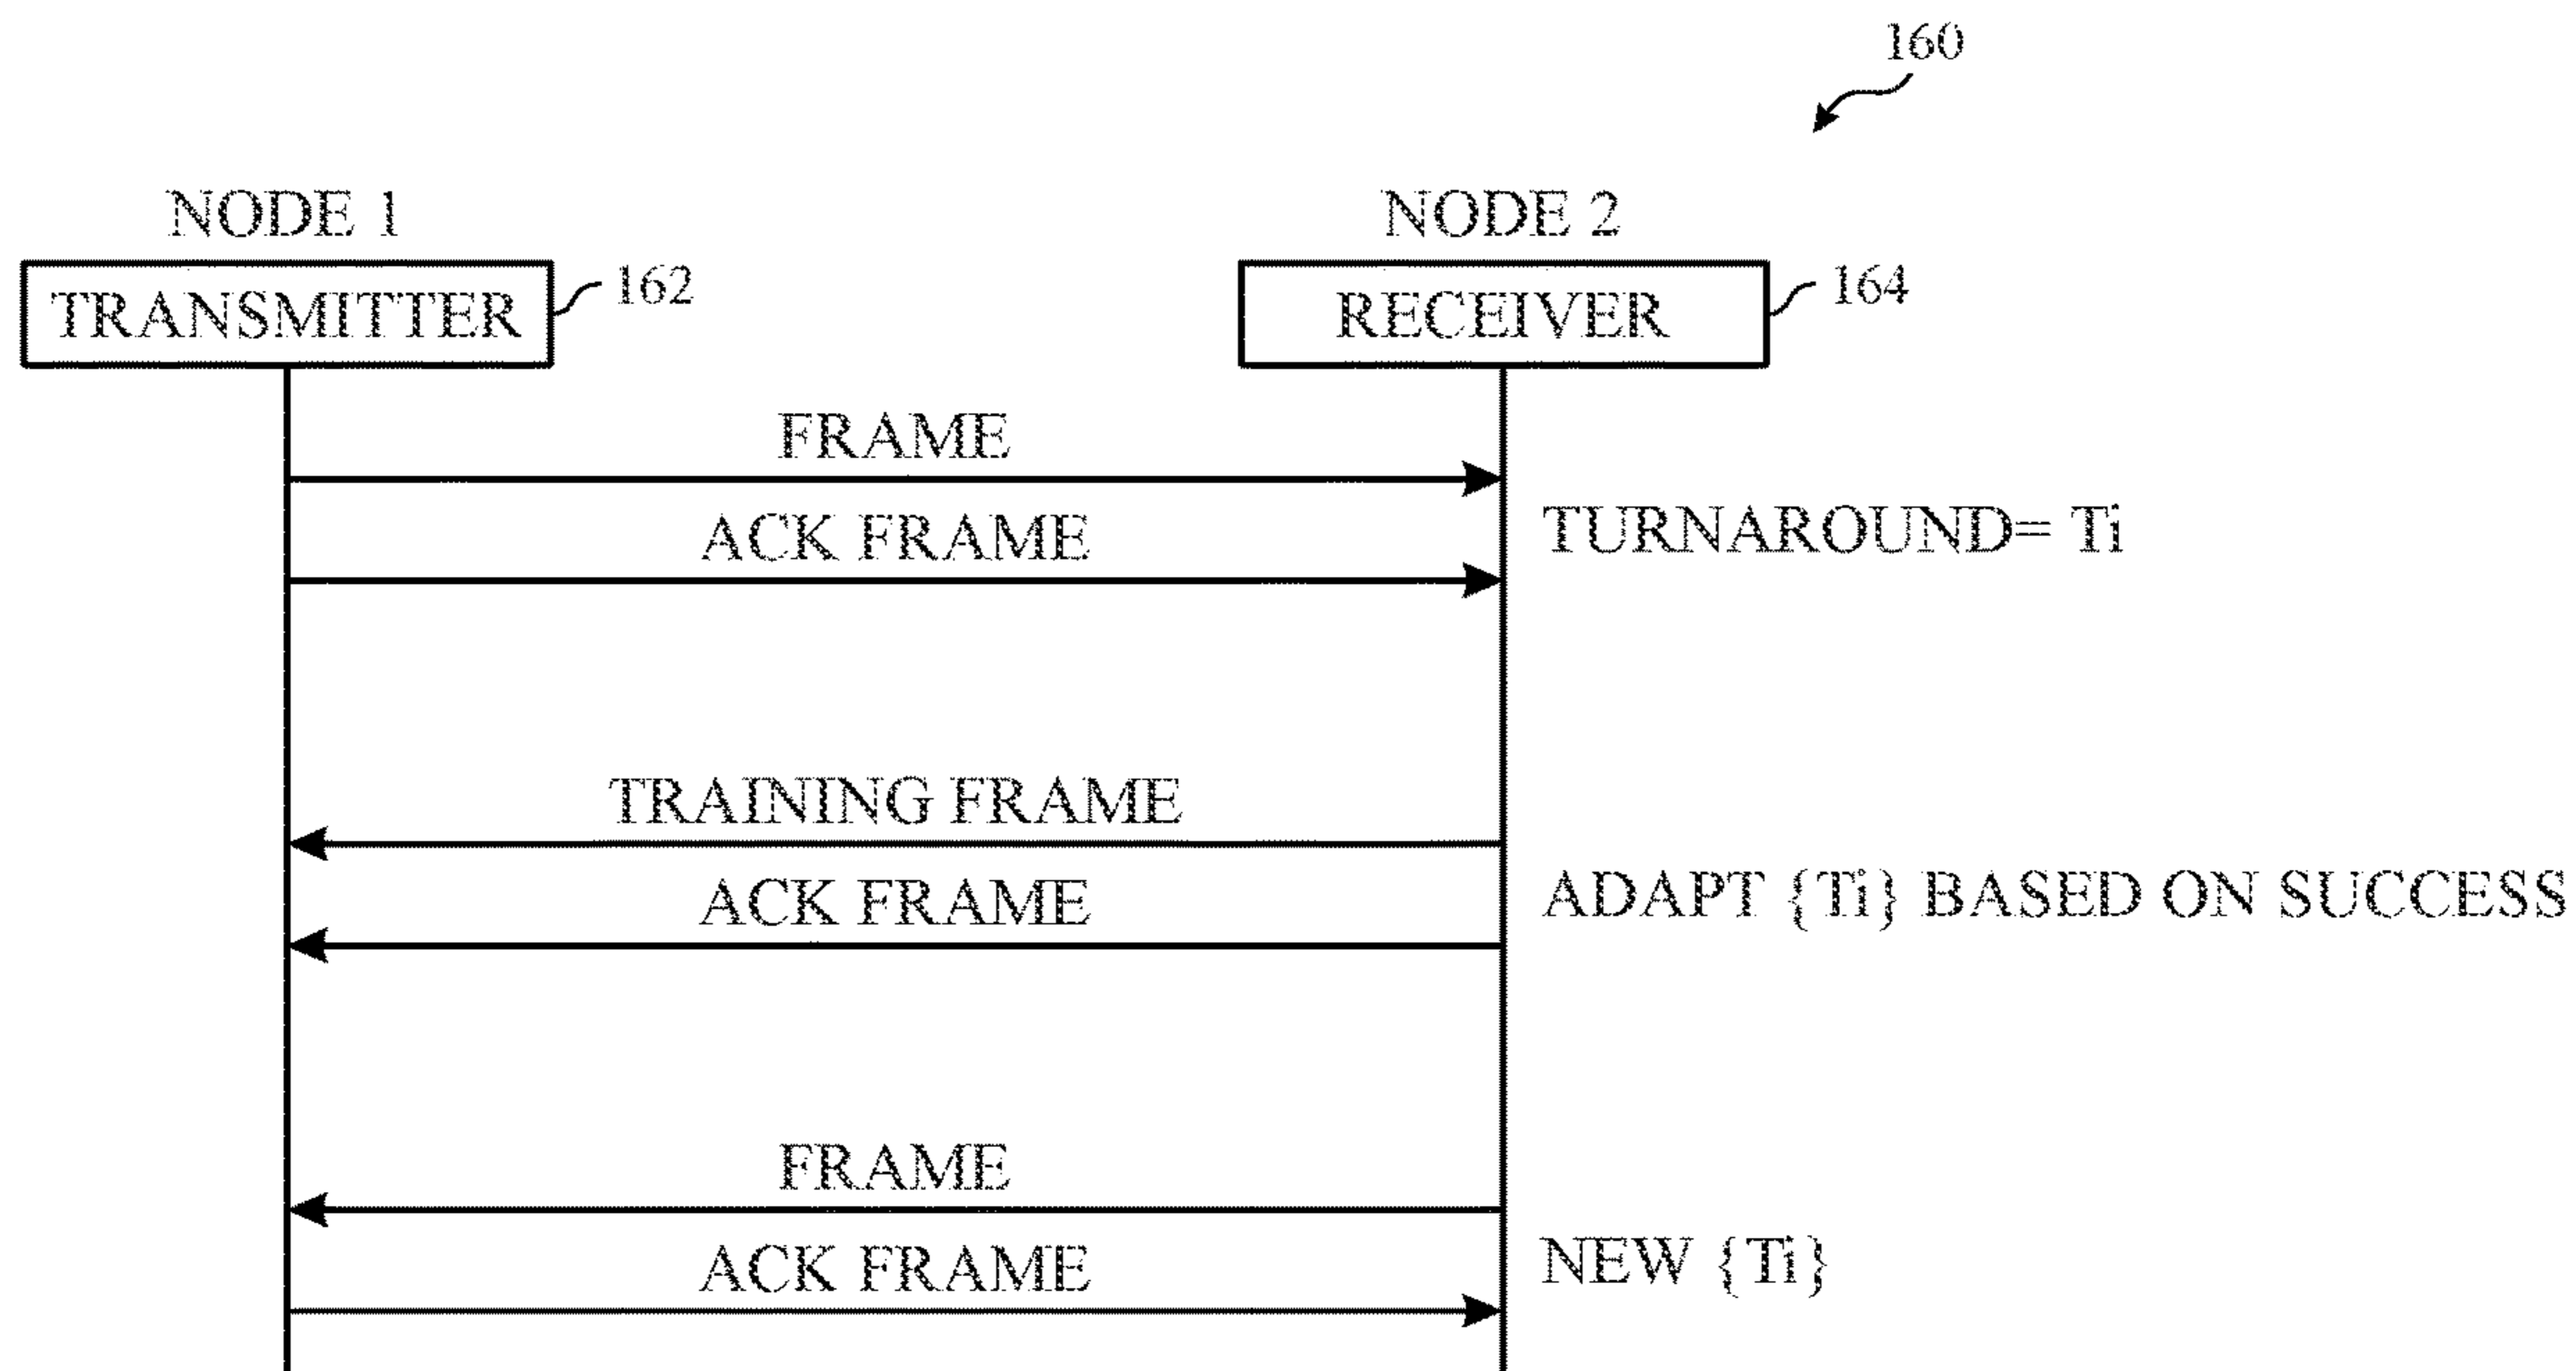 160
NODE 1
NODE 2
TRANSMITTER
162
RECEIVER
164
FRAME
ACK FRAME
TURNAROUND= Ti
TRAINING FRAME
ACK FRAME
ADAPT {Ti} BASED ON SUCCESS
FRAME
ACK FRAME
NEW {Ti}